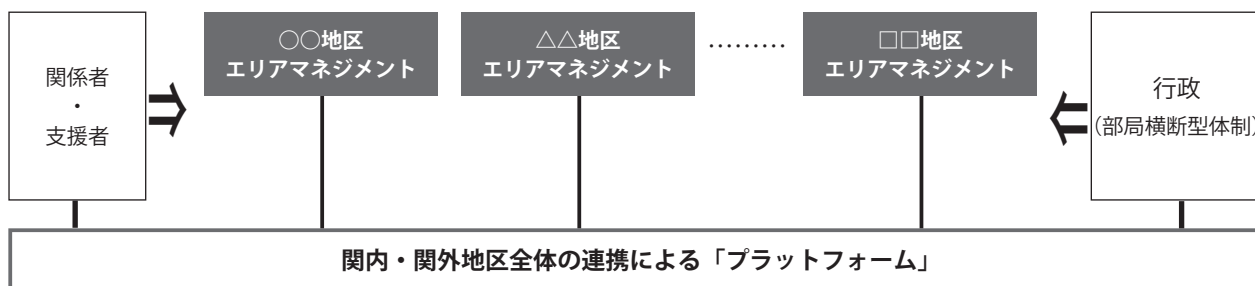 関係者
・
支援者
○○地区
エリアマネジメント
△△地区
エリアマネジメント
………
□□地区
エリアマネジメント
行政
（部局横断型体制）
関内・関外地区全体の連携による「プラットフォーム」